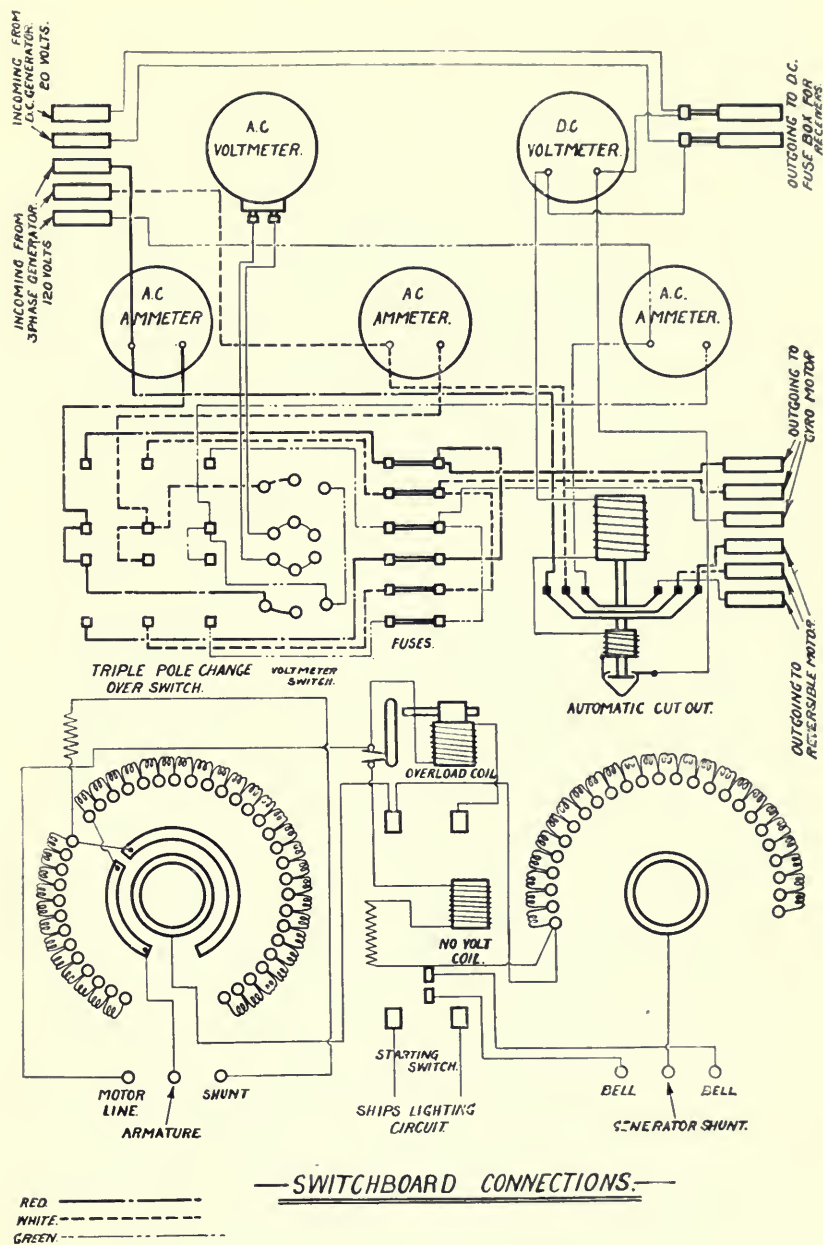 INCOMING FROM
D.C. GENERATOR.
20 VOLTS.
INCOMING FROM
3 PHASE GENERATOR.
120 VOLTS
A.C
VOLTMETER.
D.C
VOLTMETER.
OUTGOING TO D.C.
FUSE BOX FOR
RECEIVERS.
A.C
AMMETER
A.C
AMMETER.
A.C.
AMMETER.
OUTGOING TO
GYRO MOTOR
TRIPLE POLE CHANGE
OVER SWITCH.
VOLTMETER
SWITCH.
FUSES.
AUTOMATIC CUT OUT.
OUTGOING TO
REVERSIBLE MOTOR.
OVERLOAD COIL
NO VOLT
COIL.
STARTING
SWITCH.
MOTOR
LINE.
SHUNT
ARMATURE.
SHIPS LIGHTING
CIRCUIT.
BELL
BELL
GENERATOR SHUNT.
SWITCHBOARD CONNECTIONS.
RED.
WHITE.
GREEN.